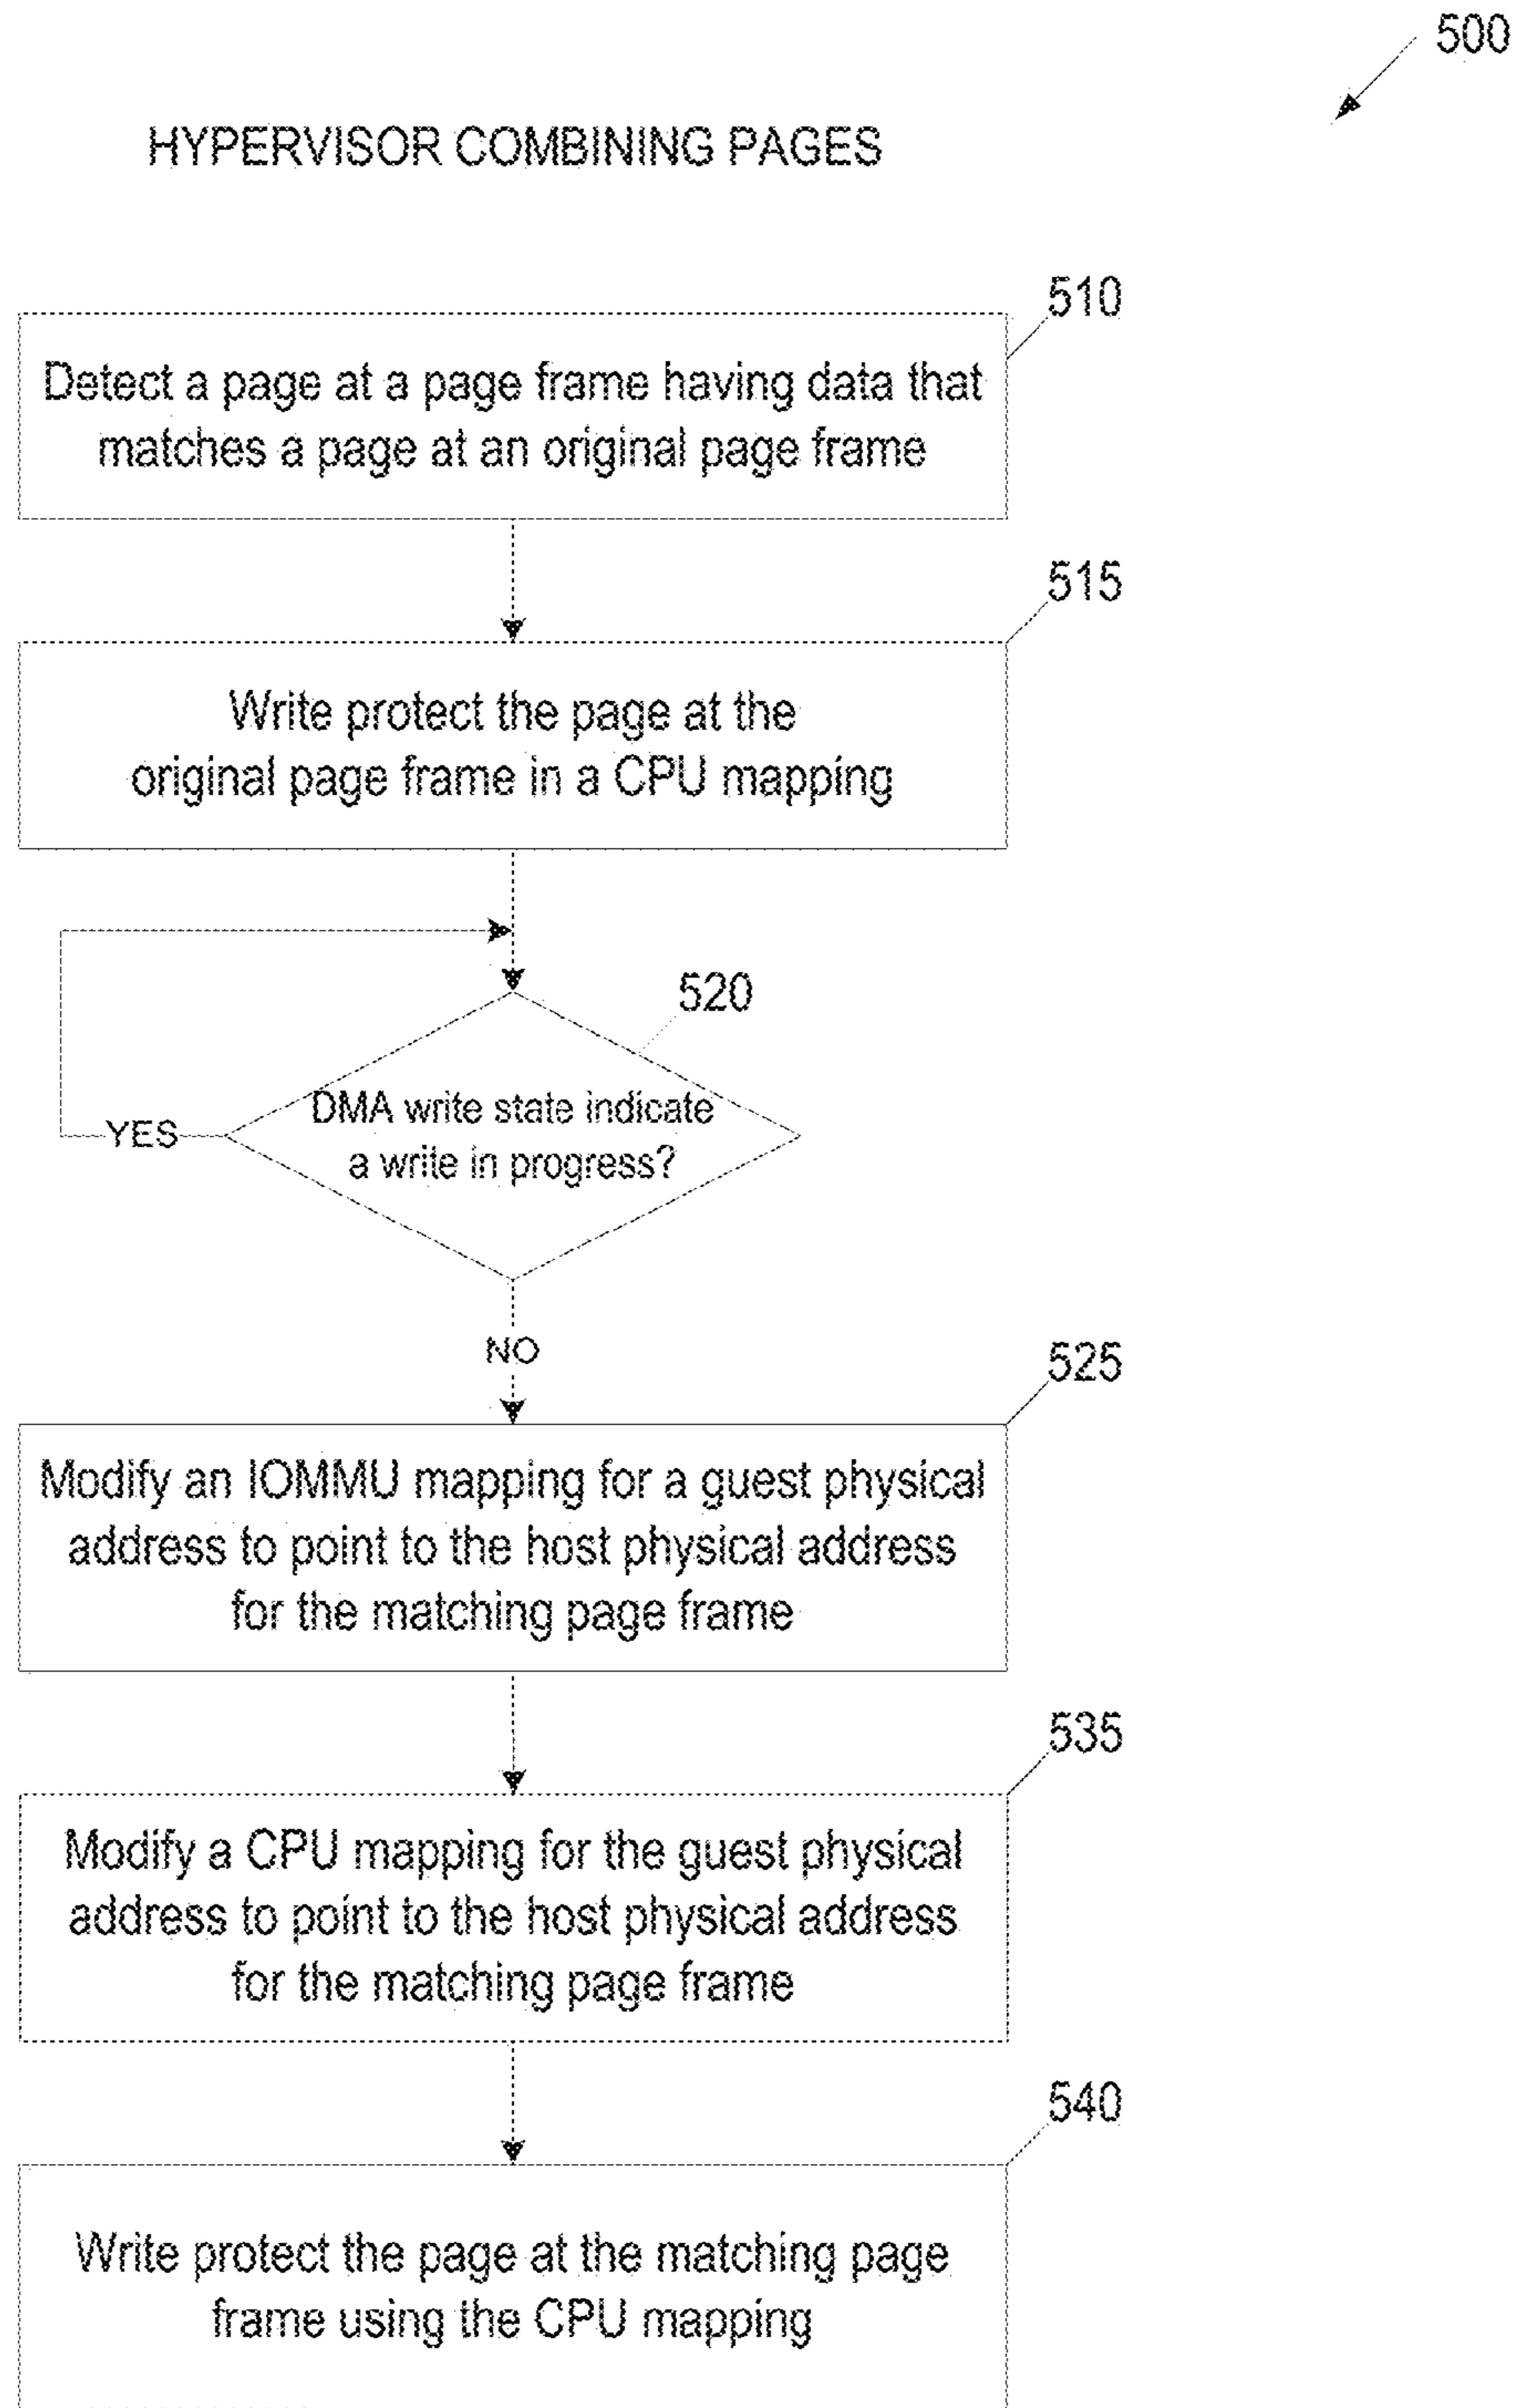 500
HYPERVISOR COMBINING PAGES
510
Detect a page at a page frame having data that
matches a page at an original page frame
515
Write protect the page at the
original page frame in a CPU mapping
520
DMA write state indicate
a write in progress?
YES
NO
525
Modify an IOMMU mapping for a guest physical
address to point to the host physical address
for the matching page frame
535
Modify a CPU mapping for the guest physical
address to point to the host physical address
for the matching page frame
540
Write protect the page at the matching page
frame using the CPU mapping